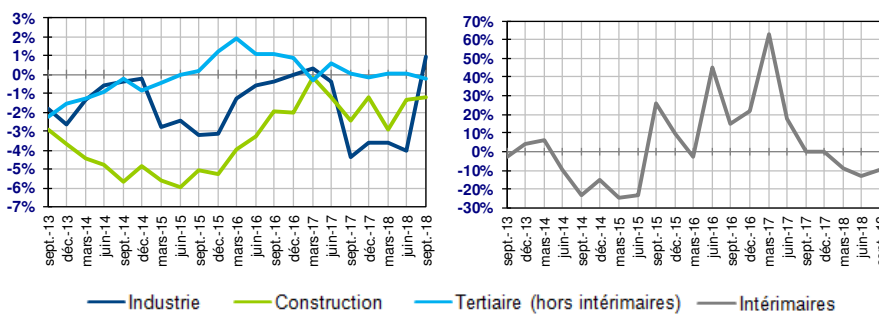 3%
2%
1%
0%
-1%
-2%
-3%
-4%
-5%
-6%
-7%
sept.-13
déc.-13
mars-14
juin-14
sept.-14
déc.-14
mars-15
juin-15
sept.-15
déc.-15
mars-16
juin-16
sept.-16
déc.-16
mars-17
juin-17
sept.-17
déc.-17
mars-18
juin-18
sept.-18
70%
60%
50%
40%
30%
20%
10%
0%
-10%
-20%
-30%
sept.-13
déc.-13
mars-14
juin-14
sept.-14
déc.-14
mars-15
juin-15
sept.-15
déc.-15
mars-16
juin-16
sept.-16
déc.-16
mars-17
juin-17
sept.-17
déc.-17
mars-18
juin-18
Industrie
Construction
Tertiaire (hors intérimaires)
Intérimaires